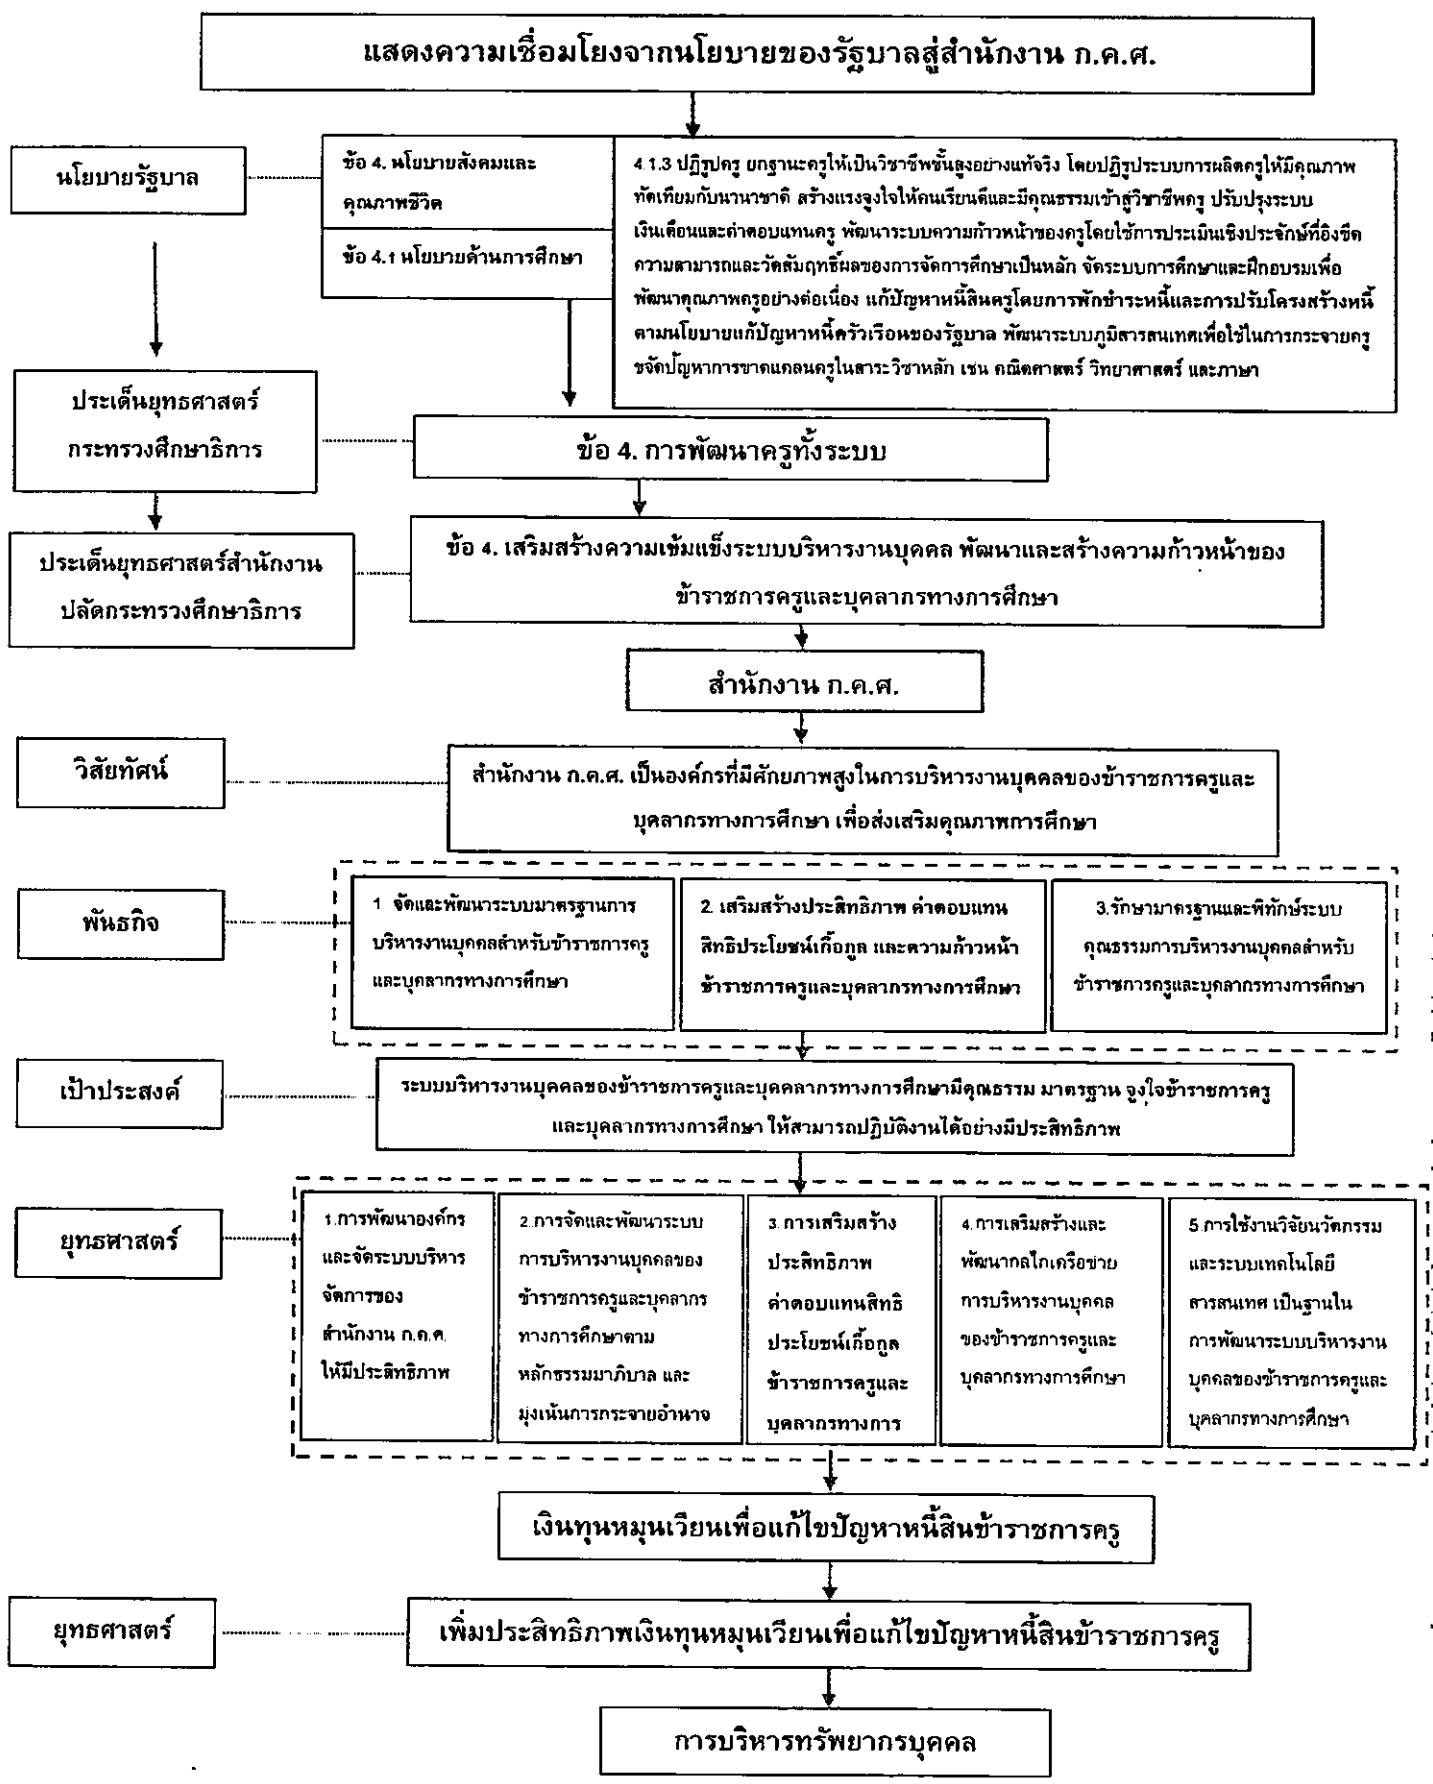 แสดงความเชื่อมโยงจากนโยบายของรัฐบาลสู่สำนักงาน ก.ค.ศ.
นโยบายรัฐบาล
ข้อ 4. นโยบายสังคมและ
คุณภาพชีวิต
ข้อ 4.1 นโยบายด้านการศึกษา
4.1.3 ปฏิรูปครู ยกฐานะครูให้เป็นวิชาชีพชั้นสูงอย่างแท้จริง โดยปฏิรูประบบการผลิตครูให้มีคุณภาพ
ทัดเทียมกับนานาชาติ สร้างแรงจูงใจให้คนเรียนดีและมีคุณธรรมเข้าสู่วิชาชีพครู ปรับปรุงระบบ
เงินเดือนและค่าตอบแทนครู พัฒนาระบบความก้าวหน้าของครูโดยใช้การประเมินเชิงประจักษ์ที่อิงขีด
ความสามารถและวัดสัมฤทธิ์ผลของการจัดการศึกษาเป็นหลัก จัดระบบการศึกษาและฝึกอบรมเพื่อ
พัฒนาคุณภาพครูอย่างต่อเนื่อง แก้ปัญหาหนี้สินครูโดยการพักชำระหนี้และการปรับโครงสร้างหนี้
ตามนโยบายแก้ปัญหาหนี้ครัวเรือนของรัฐบาล พัฒนาระบบภูมิสารสนเทศเพื่อใช้ในการกระจายครู
ขจัดปัญหาการขาดแคลนครูในสาระวิชาหลัก เช่น คณิตศาสตร์ วิทยาศาสตร์ และภาษา
ประเด็นยุทธศาสตร์
กระทรวงศึกษาธิการ
ข้อ 4. การพัฒนาครูทั้งระบบ
ประเด็นยุทธศาสตร์สำนักงาน
ปลัดกระทรวงศึกษาธิการ
ข้อ 4. เสริมสร้างความเข้มแข็งระบบบริหารงานบุคคล พัฒนาและสร้างความก้าวหน้าของ
ข้าราชการครูและบุคลากรทางการศึกษา
สำนักงาน ก.ค.ศ.
วิสัยทัศน์
สำนักงาน ก.ค.ศ. เป็นองค์กรที่มีศักยภาพสูงในการบริหารงานบุคคลของข้าราชการครูและ
บุคลากรทางการศึกษา เพื่อส่งเสริมคุณภาพการศึกษา
พันธกิจ
1 จัดและพัฒนาระบบมาตรฐานการ
บริหารงานบุคคลสำหรับข้าราชการครู
และบุคลากรทางการศึกษา
2. เสริมสร้างประสิทธิภาพ ค่าตอบแทน
สิทธิประโยชน์เกื้อกูล และความก้าวหน้า
ข้าราชการครูและบุคลากรทางการศึกษา
3.รักษามาตรฐานและพิทักษ์ระบบ
คุณธรรมการบริหารงานบุคคลสำหรับ
ข้าราชการครูและบุคลากรทางการศึกษา
เป้าประสงค์
ระบบบริหารงานบุคคลของข้าราชการครูและบุคคลากรทางการศึกษามีคุณธรรม มาตรฐาน จูงใจข้าราชการครู
และบุคลากรทางการศึกษา ให้สามารถปฏิบัติงานได้อย่างมีประสิทธิภาพ
ยุทธศาสตร์
1.การพัฒนาองค์กร
และจัดระบบบริหาร
จัดการของ
สำนักงาน ก.ค.ศ.
ให้มีประสิทธิภาพ
2.การจัดและพัฒนาระบบ
การบริหารงานบุคคลของ
ข้าราชการครูและบุคลากร
ทางการศึกษาตาม
หลักธรรมมาภิบาล และ
มุ่งเน้นการกระจายอำนาจ
3. การเสริมสร้าง
ประสิทธิภาพ
ค่าตอบแทนสิทธิ
ประโยชน์เกื้อกูล
ข้าราชการครูและ
บุคลากรทางการ
4. การเสริมสร้างและ
พัฒนากลไกเครือข่าย
การบริหารงานบุคคล
ของข้าราชการครูและ
บุคลากรทางการศึกษา
5.การใช้งานวิจัยนวัตกรรม
และระบบเทคโนโลยี
สารสนเทศ เป็นฐานใน
การพัฒนาระบบบริหารงาน
บุคคลของข้าราชการครูและ
บุคลากรทางการศึกษา
เงินทุนหมุนเวียนเพื่อแก้ไขปัญหาหนี้สินข้าราชการครู
ยุทธศาสตร์
เพิ่มประสิทธิภาพเงินทุนหมุนเวียนเพื่อแก้ไขปัญหาหนี้สินข้าราชการครู
การบริหารทรัพยากรบุคคล